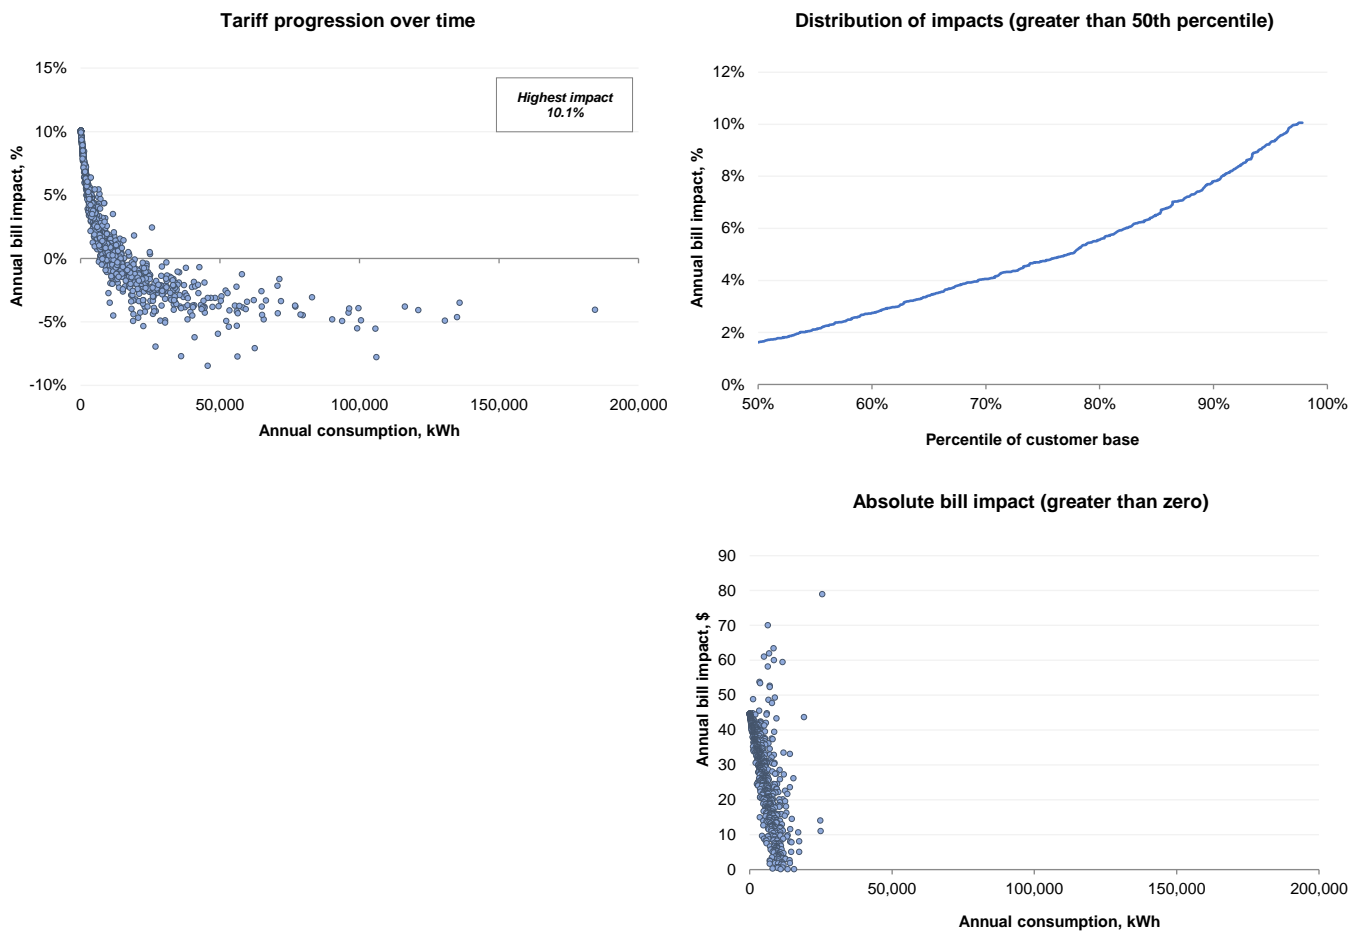 Tariff progression over time
15%
10%
5%
0%
-5%
-10%
Annual bill impact, %
Highest impact
10.1%
0 50,000 100,000 150,000 200,000
Annual consumption, kWh
Distribution of impacts (greater than 50th percentile)
12%
10%
8%
6%
4%
2%
0%
Annual bill impact, %
50% 60% 70% 80% 90% 100%
Percentile of customer base
Absolute bill impact (greater than zero)
90
80
70
60
50
40
30
20
10
0
Annual bill impact, $
0 50,000 100,000 150,000 200,000
Annual consumption, kWh